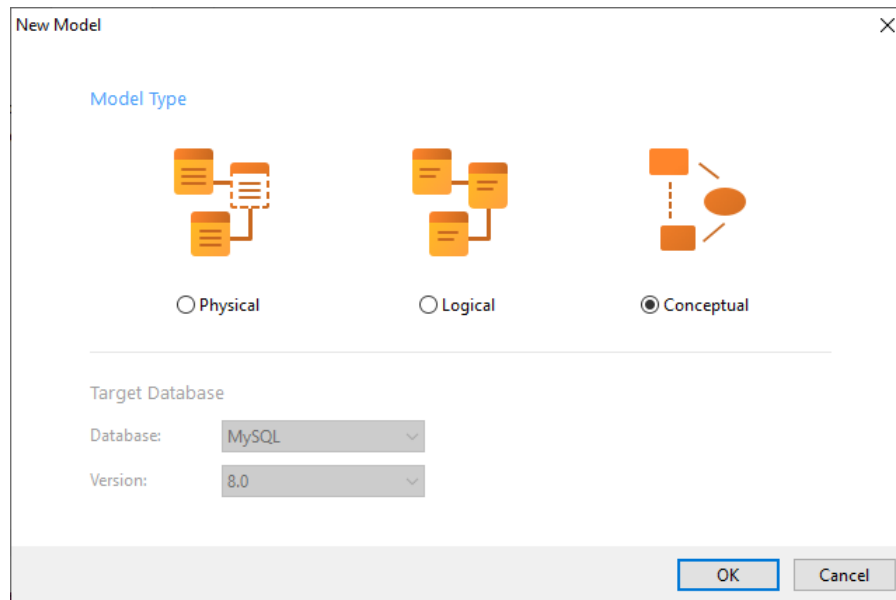 New Model
Model Type
Physical Logical Conceptual
Target Database
Database: MySQL
Version: 8.0
OK Cancel